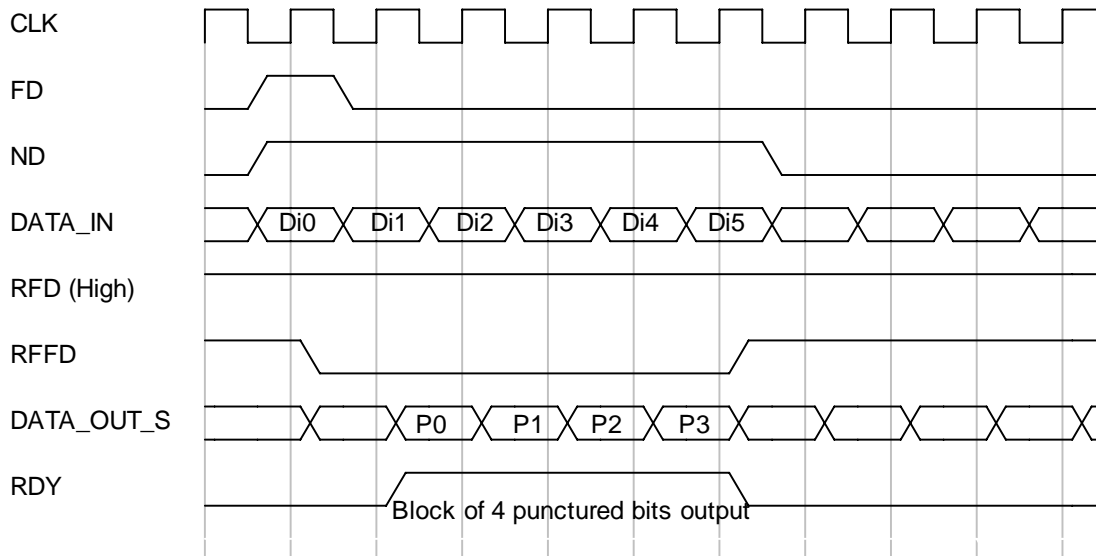 CLK
FD
ND
DATA_IN Di0 Di1 Di2 Di3 Di4 Di5
RFD (High)
RFFD
DATA_OUT_S P0 P1 P2 P3
RDY
Block of 4 punctured bits output